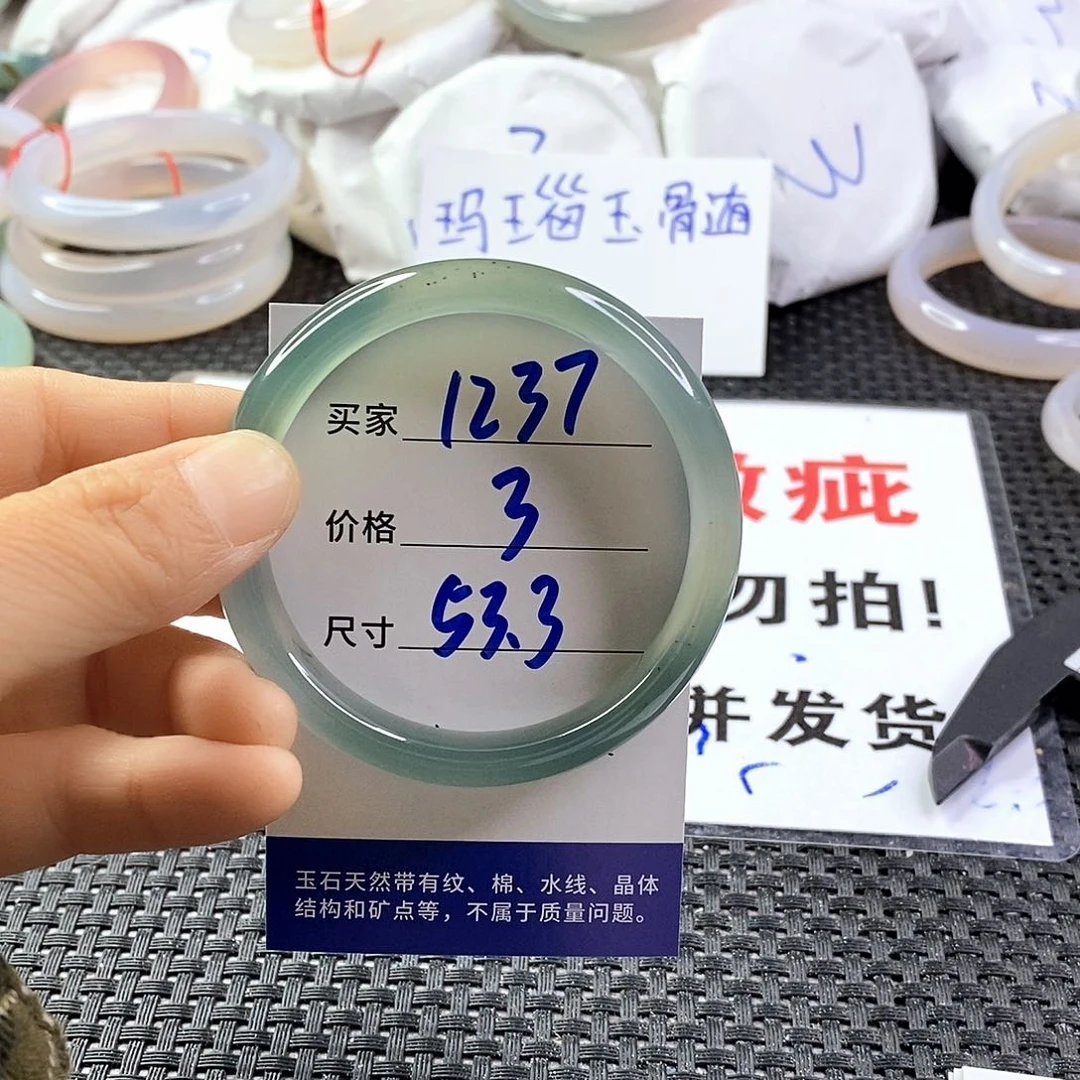 玛瑙玉骨髓
买家 1237
价格 3
尺寸 53.3
疵
勿拍!
并发货
玉石天然带有纹、棉、水线、晶体
结构和矿点等，不属于质量问题。